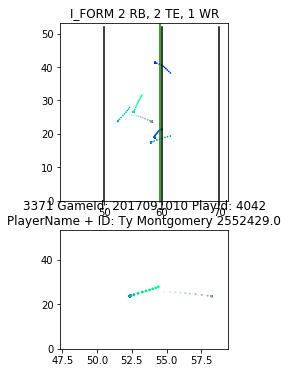 I_FORM 2 RB, 2 TE, 1 WR
50
40
30
20
10
0
50 60 70
3371 GameId: 2017091010 PlayId: 4042
PlayerName + ID: Ty Montgomery 2552429.0
40
20
0
47.5 50.0 52.5 55.0 57.5